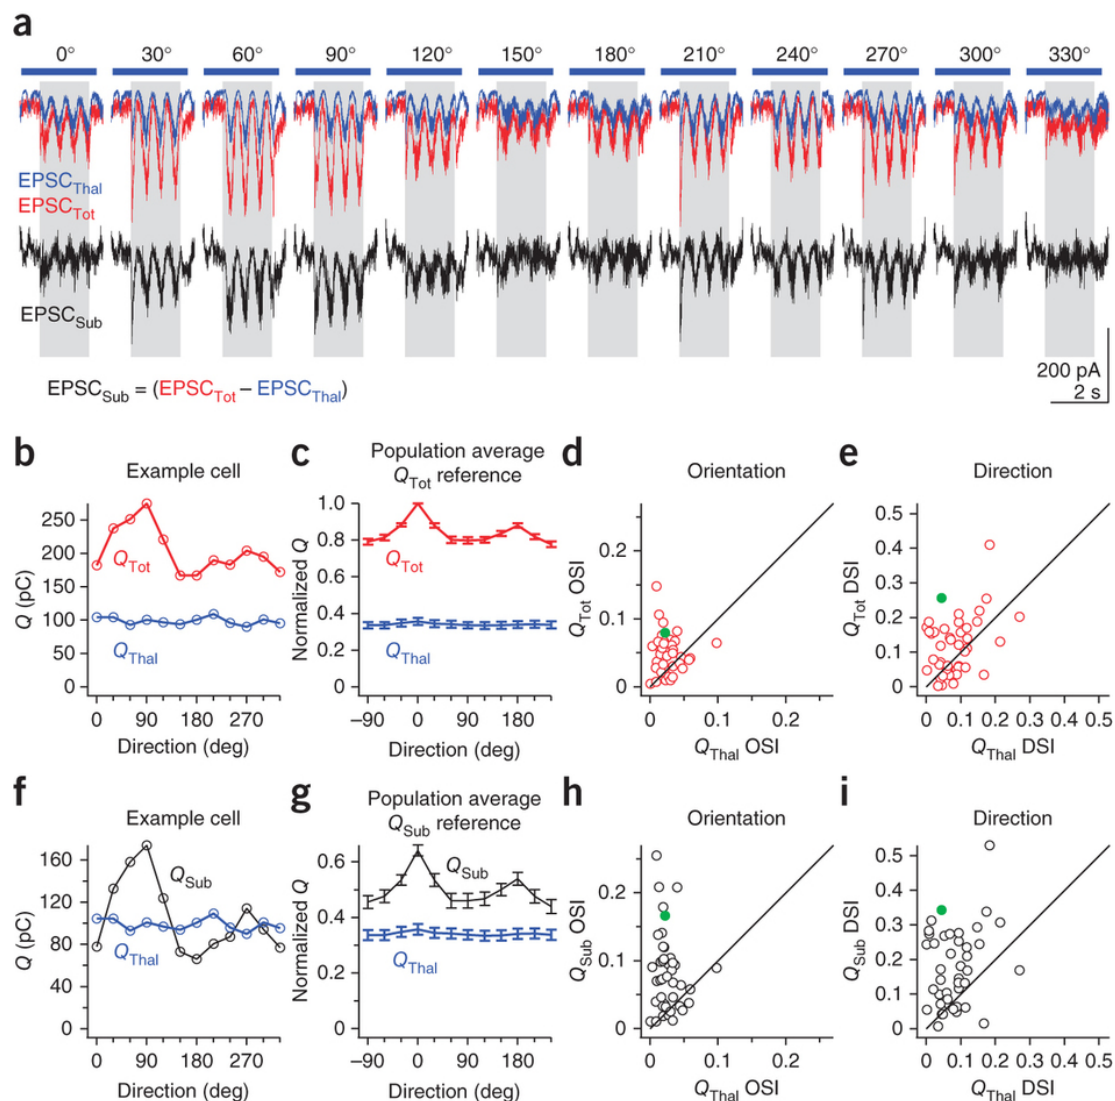 a
0° 30° 60° 90° 120° 150° 180° 210° 240° 270° 300° 330°
EPSCThal
EPSCTot
EPSCSub
200 pA
2 s
EPSCSub = (EPSCTot – EPSCThal)
b
Example cell
Q (pC)
250
200
150
100
50
0
QTot
QThal
0 90 180 270
Direction (deg)
c
Population average
QTot reference
Normalized Q
1.0
0.8
0.6
0.4
0.2
0
QTot
QThal
–90 0 90 180
Direction (deg)
d
Orientation
QTot OSI
0.2
0.1
0
0 0.1 0.2
QThal OSI
e
Direction
QTot DSI
0.5
0.4
0.3
0.2
0.1
0
0 0.1 0.2 0.3 0.4 0.5
QThal DSI
f
Example cell
Q (pC)
160
120
80
40
0
QSub
QThal
0 90 180 270
Direction (deg)
g
Population average
QSub reference
Normalized Q
0.6
0.4
0.2
0
QSub
QThal
–90 0 90 180
Direction (deg)
h
Orientation
QSub OSI
0.2
0.1
0
0 0.1 0.2
QThal OSI
i
Direction
QSub DSI
0.5
0.4
0.3
0.2
0.1
0
0 0.1 0.2 0.3 0.4 0.5
QThal DSI